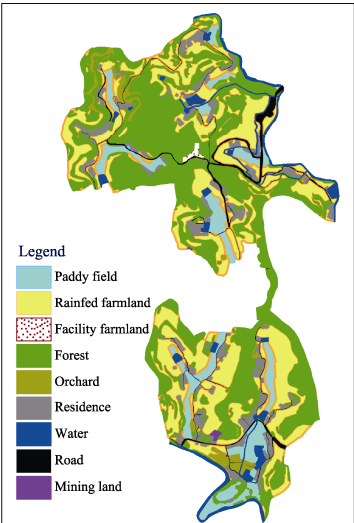 Legend
Paddy field
Rainfed farmland
Facility farmland
Forest
Orchard
Residence
Water
Road
Mining land